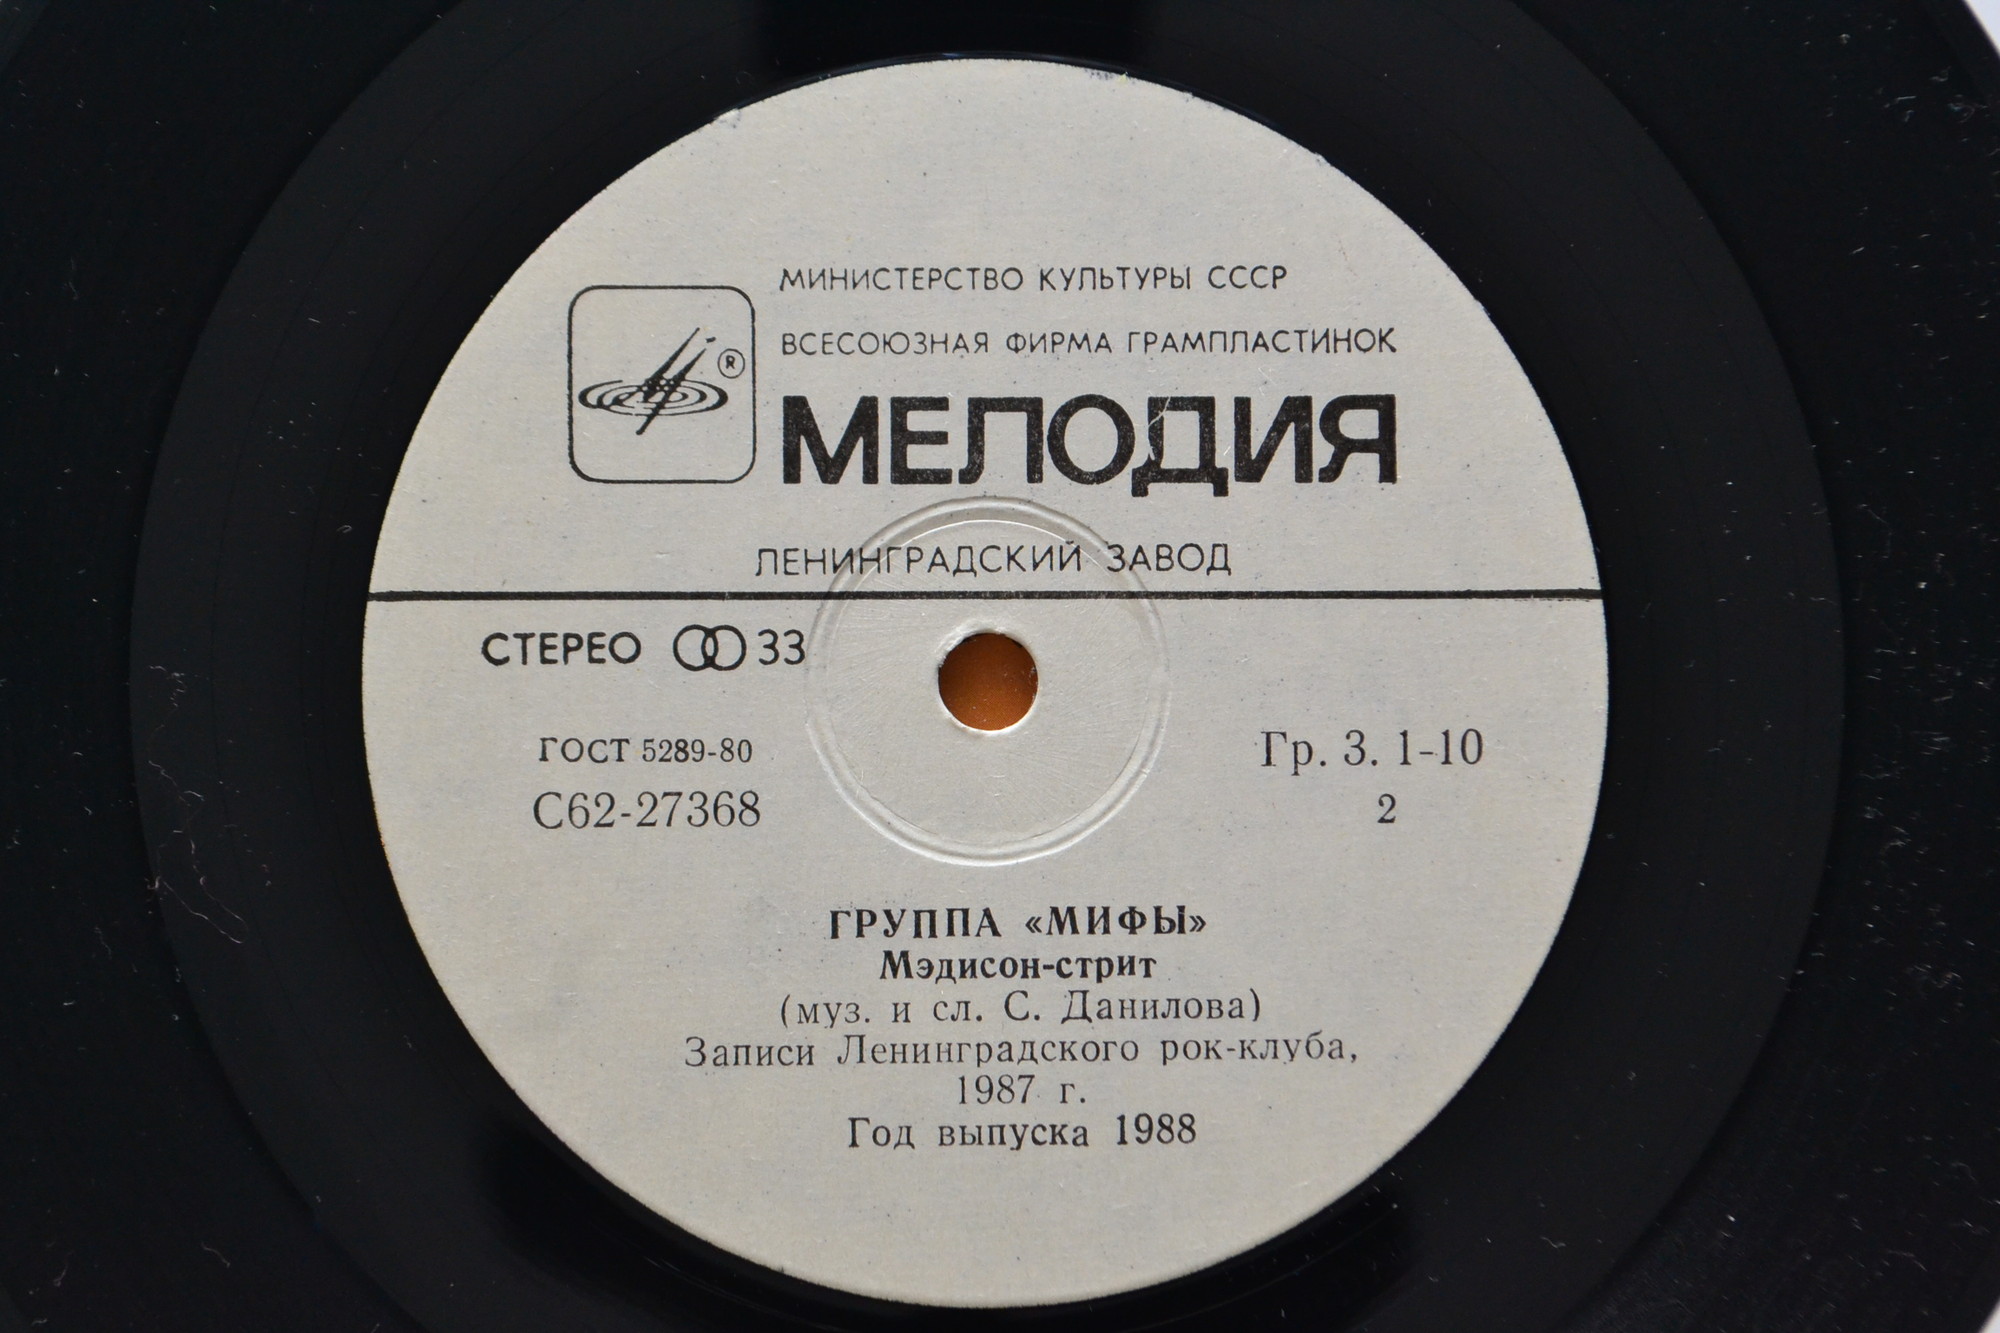 МИНИСТЕРСТВО КУЛЬТУРЫ СССР
ВСЕСОЮЗНАЯ ФИРМА ГРАМПЛАСТИНОК
®
МЕЛОДИЯ
ЛЕНИНГРАДСКИЙ ЗАВОД
СТЕРЕО 33
ГОСТ 5289-80
Гр. 3. 1-10
С62-27368
2
ГРУППА «МИФЫ»
Мэдисон-стрит
(муз. и сл. С. Данилова)
Записи Ленинградского рок-клуба,
1987 г.
Год выпуска 1988